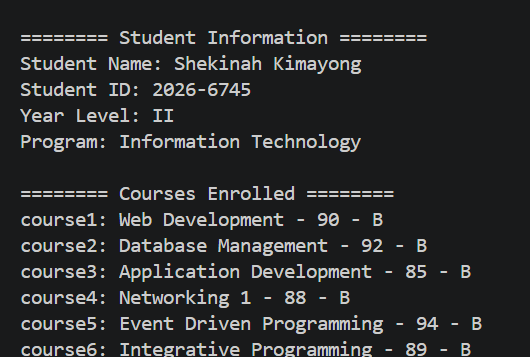 ======== Student Information ========
Student Name: Shekinah Kimayong
Student ID: 2026-6745
Year Level: II
Program: Information Technology
======== Courses Enrolled ========
course1: Web Development - 90 - B
course2: Database Management - 92 - B
course3: Application Development - 85 - B
course4: Networking 1 - 88 - B
course5: Event Driven Programming - 94 - B
course6: Integrative Programming - 89 - B